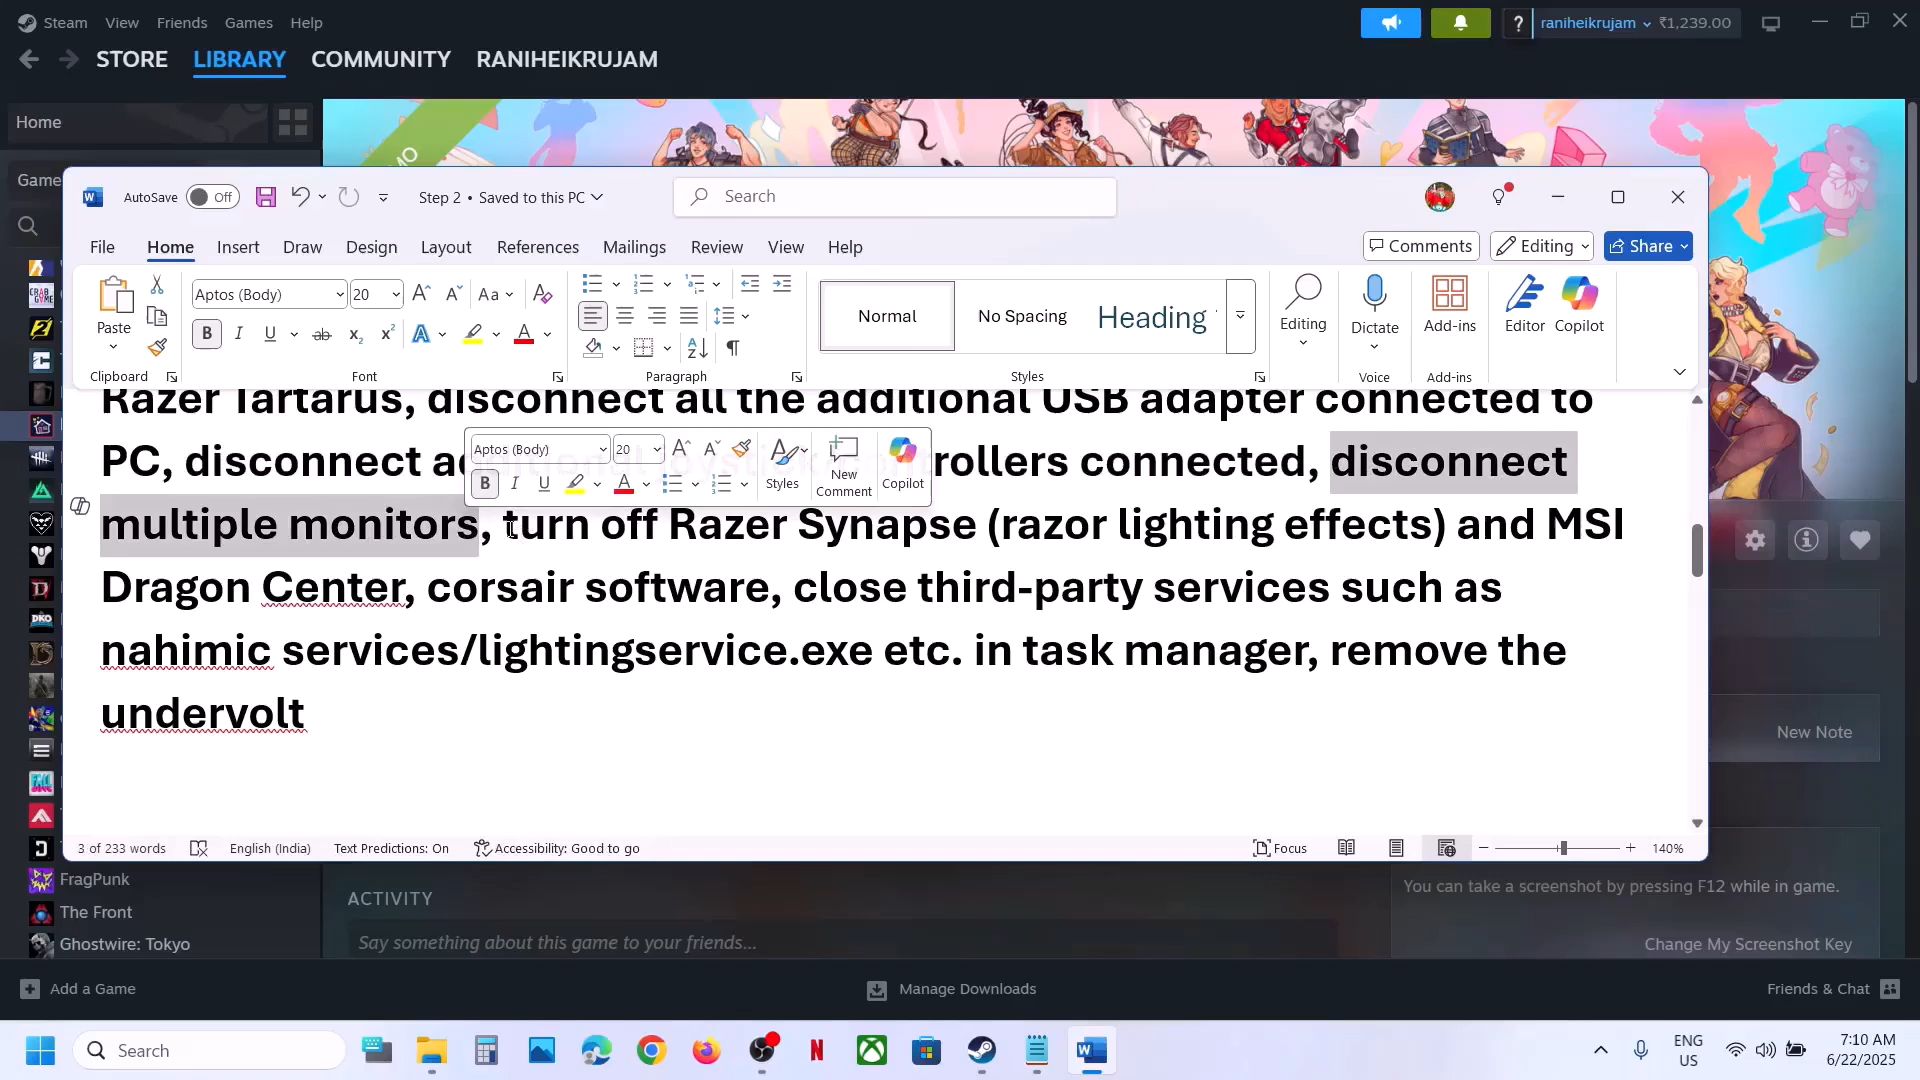 Steam View Friends Games Help
raniheikrujam ₹1,239.00
STORE LIBRARY COMMUNITY RANIHEIKRUJAM
Home
AutoSave Off
Step 2 • Saved to this PC
Search
File Home Insert Draw Design Layout References Mailings Review View Help
Comments Editing Share
Paste
Aptos (Body) 20
Normal No Spacing Heading
Editing Dictate Add-ins Editor Copilot
Clipboard Font Paragraph Styles Voice Add-ins
Razer Tartarus, disconnect all the additional USB adapter connected to
PC, disconnect
rollers connected, disconnect
multiple monitors, turn off Razer Synapse (razor lighting effects) and MSI
Dragon Center, corsair software, close third-party services such as
nahimic services/lightingservice.exe etc. in task manager, remove the
undervolt
Aptos (Body) 20
Styles New Comment Copilot
3 of 233 words English (India) Text Predictions: On Accessibility: Good to go
Focus 140%
New Note
FragPunk
The Front
Ghostwire: Tokyo
ACTIVITY
Say something about this game to your friends...
You can take a screenshot by pressing F12 while in game.
Change My Screenshot Key
Add a Game Manage Downloads Friends & Chat
Search
ENG
US
7:10 AM
6/22/2025